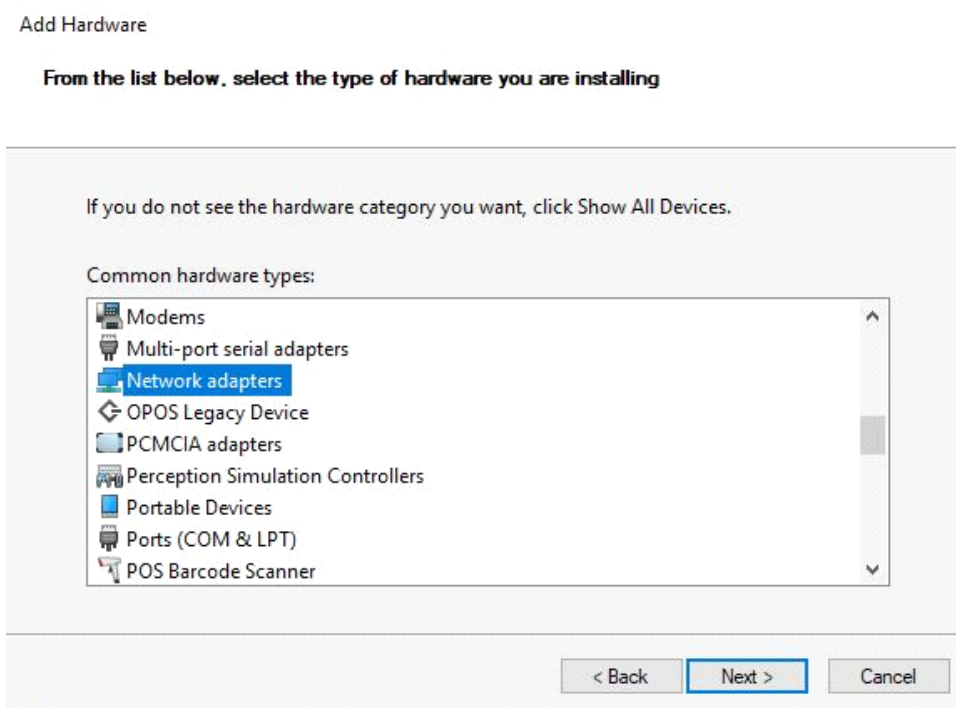 Add Hardware
From the list below, select the type of hardware you are installing
If you do not see the hardware category you want, click Show All Devices.
Common hardware types:
Modems
Multi-port serial adapters
Network adapters
OPOS Legacy Device
PCMCIA adapters
Perception Simulation Controllers
Portable Devices
Ports (COM & LPT)
POS Barcode Scanner
< Back
Next >
Cancel